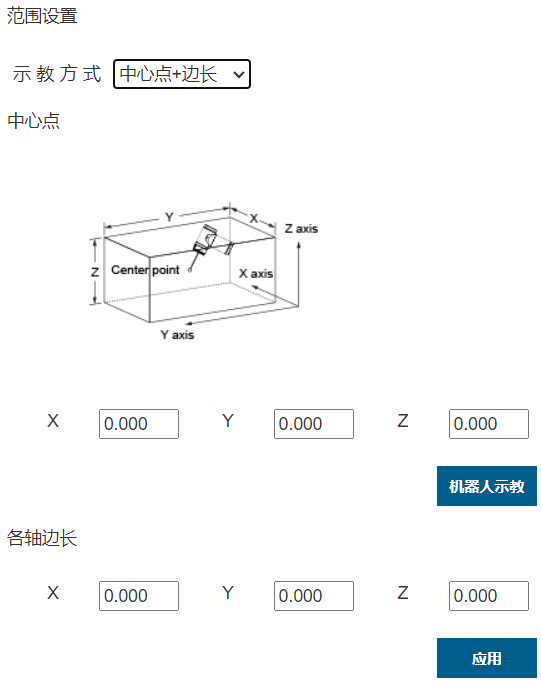 范围设置
示 教 方 式 中心点+边长
中心点
Y X
Z axis
Z Center point X axis
Y axis
X 0.000 Y 0.000 Z 0.000
机器人示教
各轴边长
X 0.000 Y 0.000 Z 0.000
应用